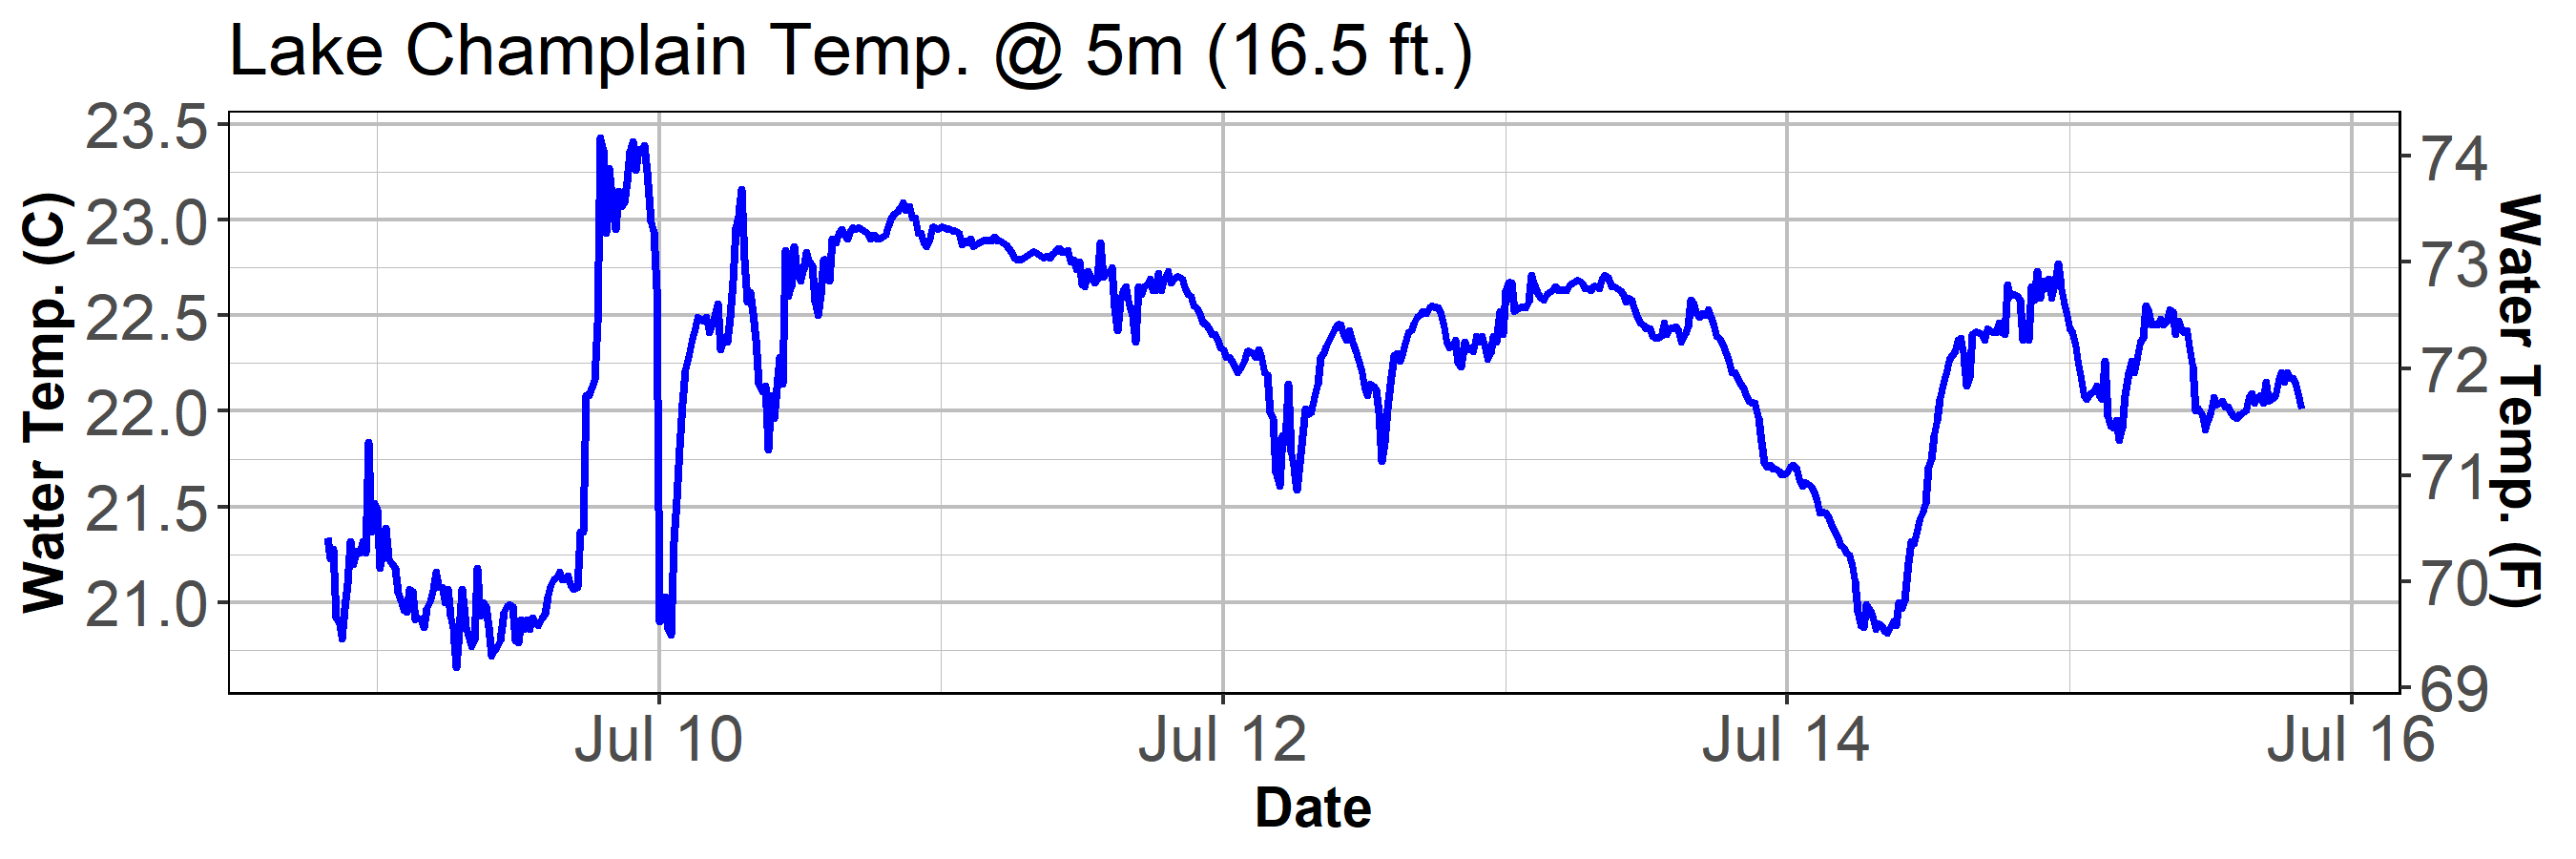 Lake Champlain Temp. @ 5m (16.5 ft.)
Water Temp. (C)
23.5
23.0
22.5
22.0
21.5
21.0
74
73
72
71
70
69
Water Temp. (F)
Jul 10 Jul 12 Jul 14 Jul 16
Date